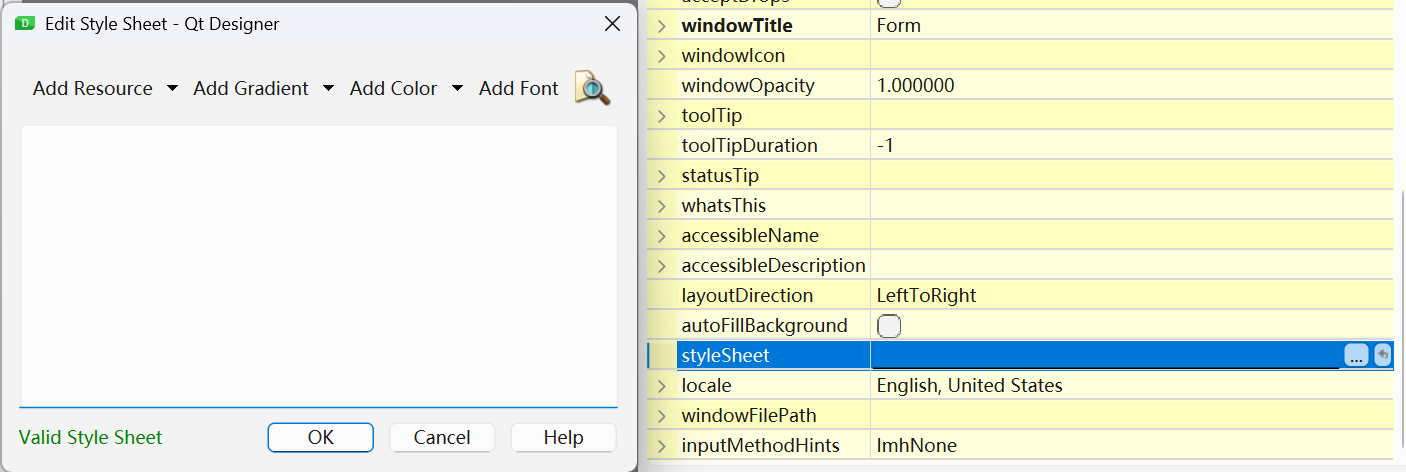 Edit Style Sheet - Qt Designer
Add Resource Add Gradient Add Color Add Font
Valid Style Sheet OK Cancel Help
acceptDrops
windowTitle Form
windowIcon
windowOpacity 1.000000
toolTip
toolTipDuration -1
statusTip
whatsThis
accessibleName
accessibleDescription
layoutDirection LeftToRight
autoFillBackground
styleSheet ...
locale English, United States
windowFilePath
inputMethodHints ImhNone